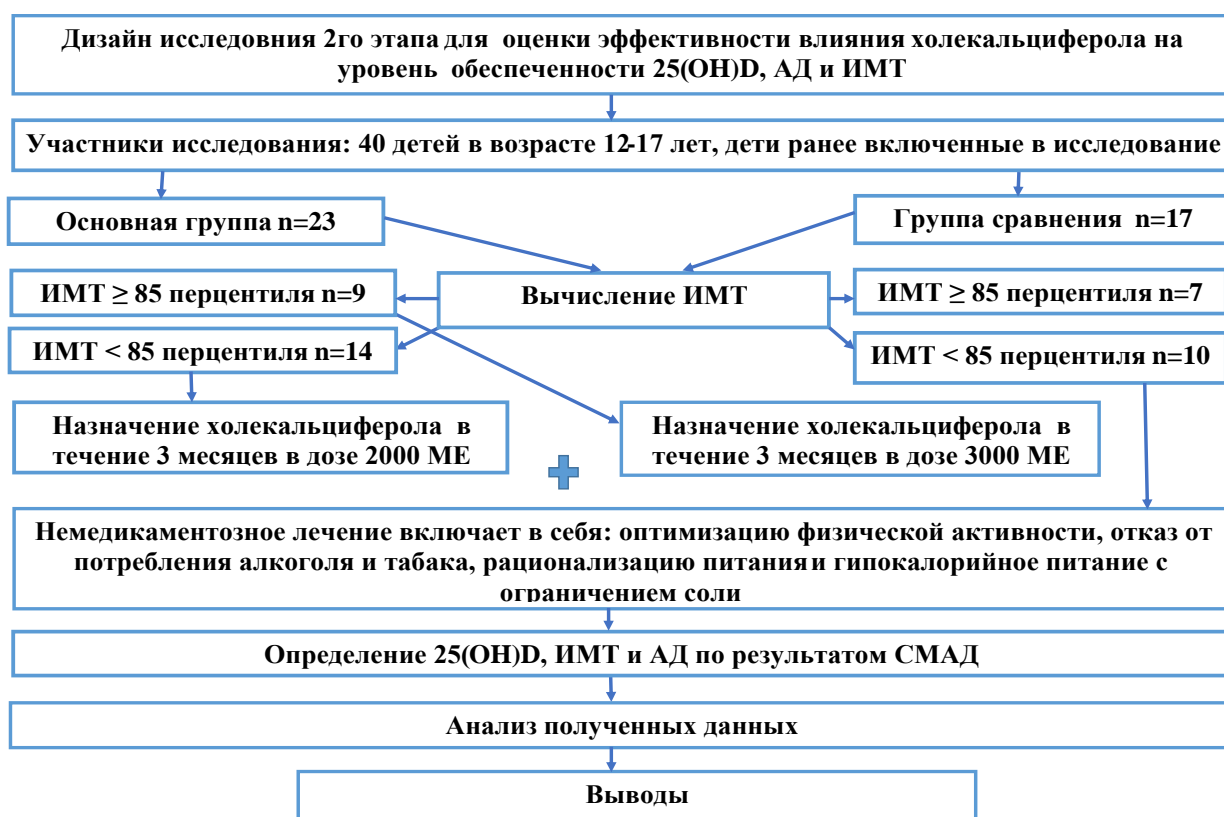 Дизайн исследовния 2го этапа для оценки эффективности влияния холекальциферола на
уровень обеспеченности 25(OH)D, АД и ИМТ
Участники исследования: 40 детей в возрасте 12-17 лет, дети ранее включенные в исследование
Основная группа n=23
Группа сравнения n=17
ИМТ ≥ 85 перцентиля n=9
Вычисление ИМТ
ИМТ ≥ 85 перцентиля n=7
ИМТ < 85 перцентиля n=14
ИМТ < 85 перцентиля n=10
Назначение холекальциферола в
течение 3 месяцев в дозе 2000 МЕ
Назначение холекальциферола в
течение 3 месяцев в дозе 3000 МЕ
Немедикаментозное лечение включает в себя: оптимизацию физической активности, отказ от
потребления алкоголя и табака, рационализацию питания и гипокалорийное питание с
ограничением соли
Определение 25(OH)D, ИМТ и АД по результатом СМАД
Анализ полученных данных
Выводы